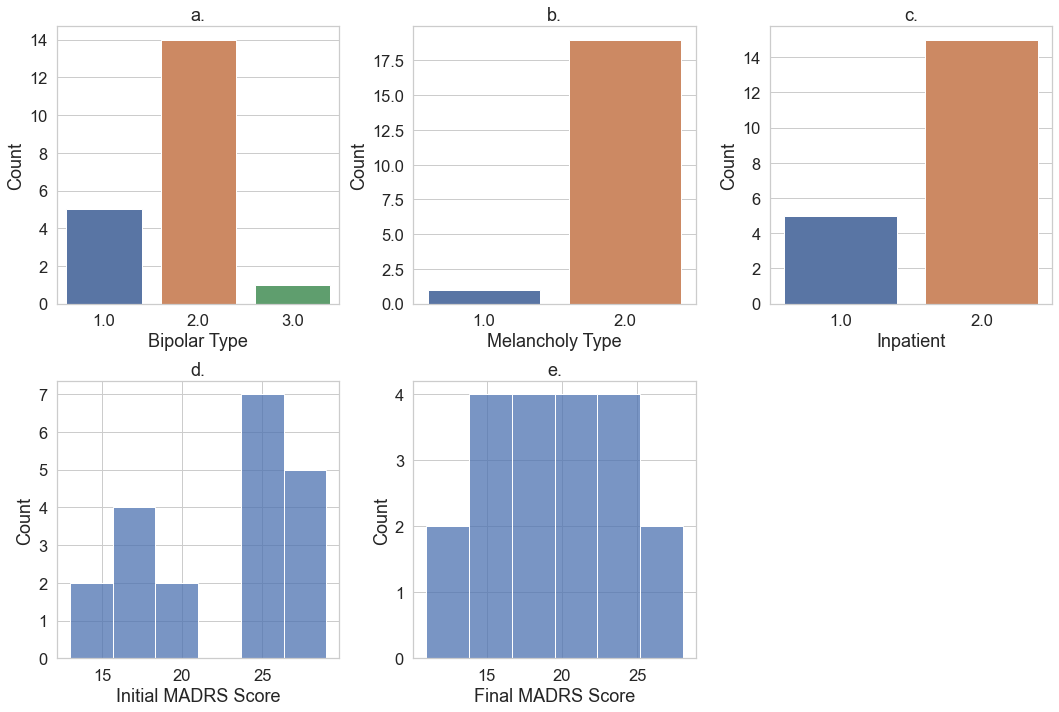 a.
14
12
10
8
6
4
2
0
Count
1.0 2.0 3.0
Bipolar Type
b.
17.5
15.0
12.5
10.0
7.5
5.0
2.5
0.0
Count
1.0 2.0
Melancholy Type
c.
14
12
10
8
6
4
2
0
Count
1.0 2.0
Inpatient
d.
7
6
5
4
3
2
1
0
Count
15 20 25
Initial MADRS Score
e.
4
3
2
1
0
Count
15 20 25
Final MADRS Score